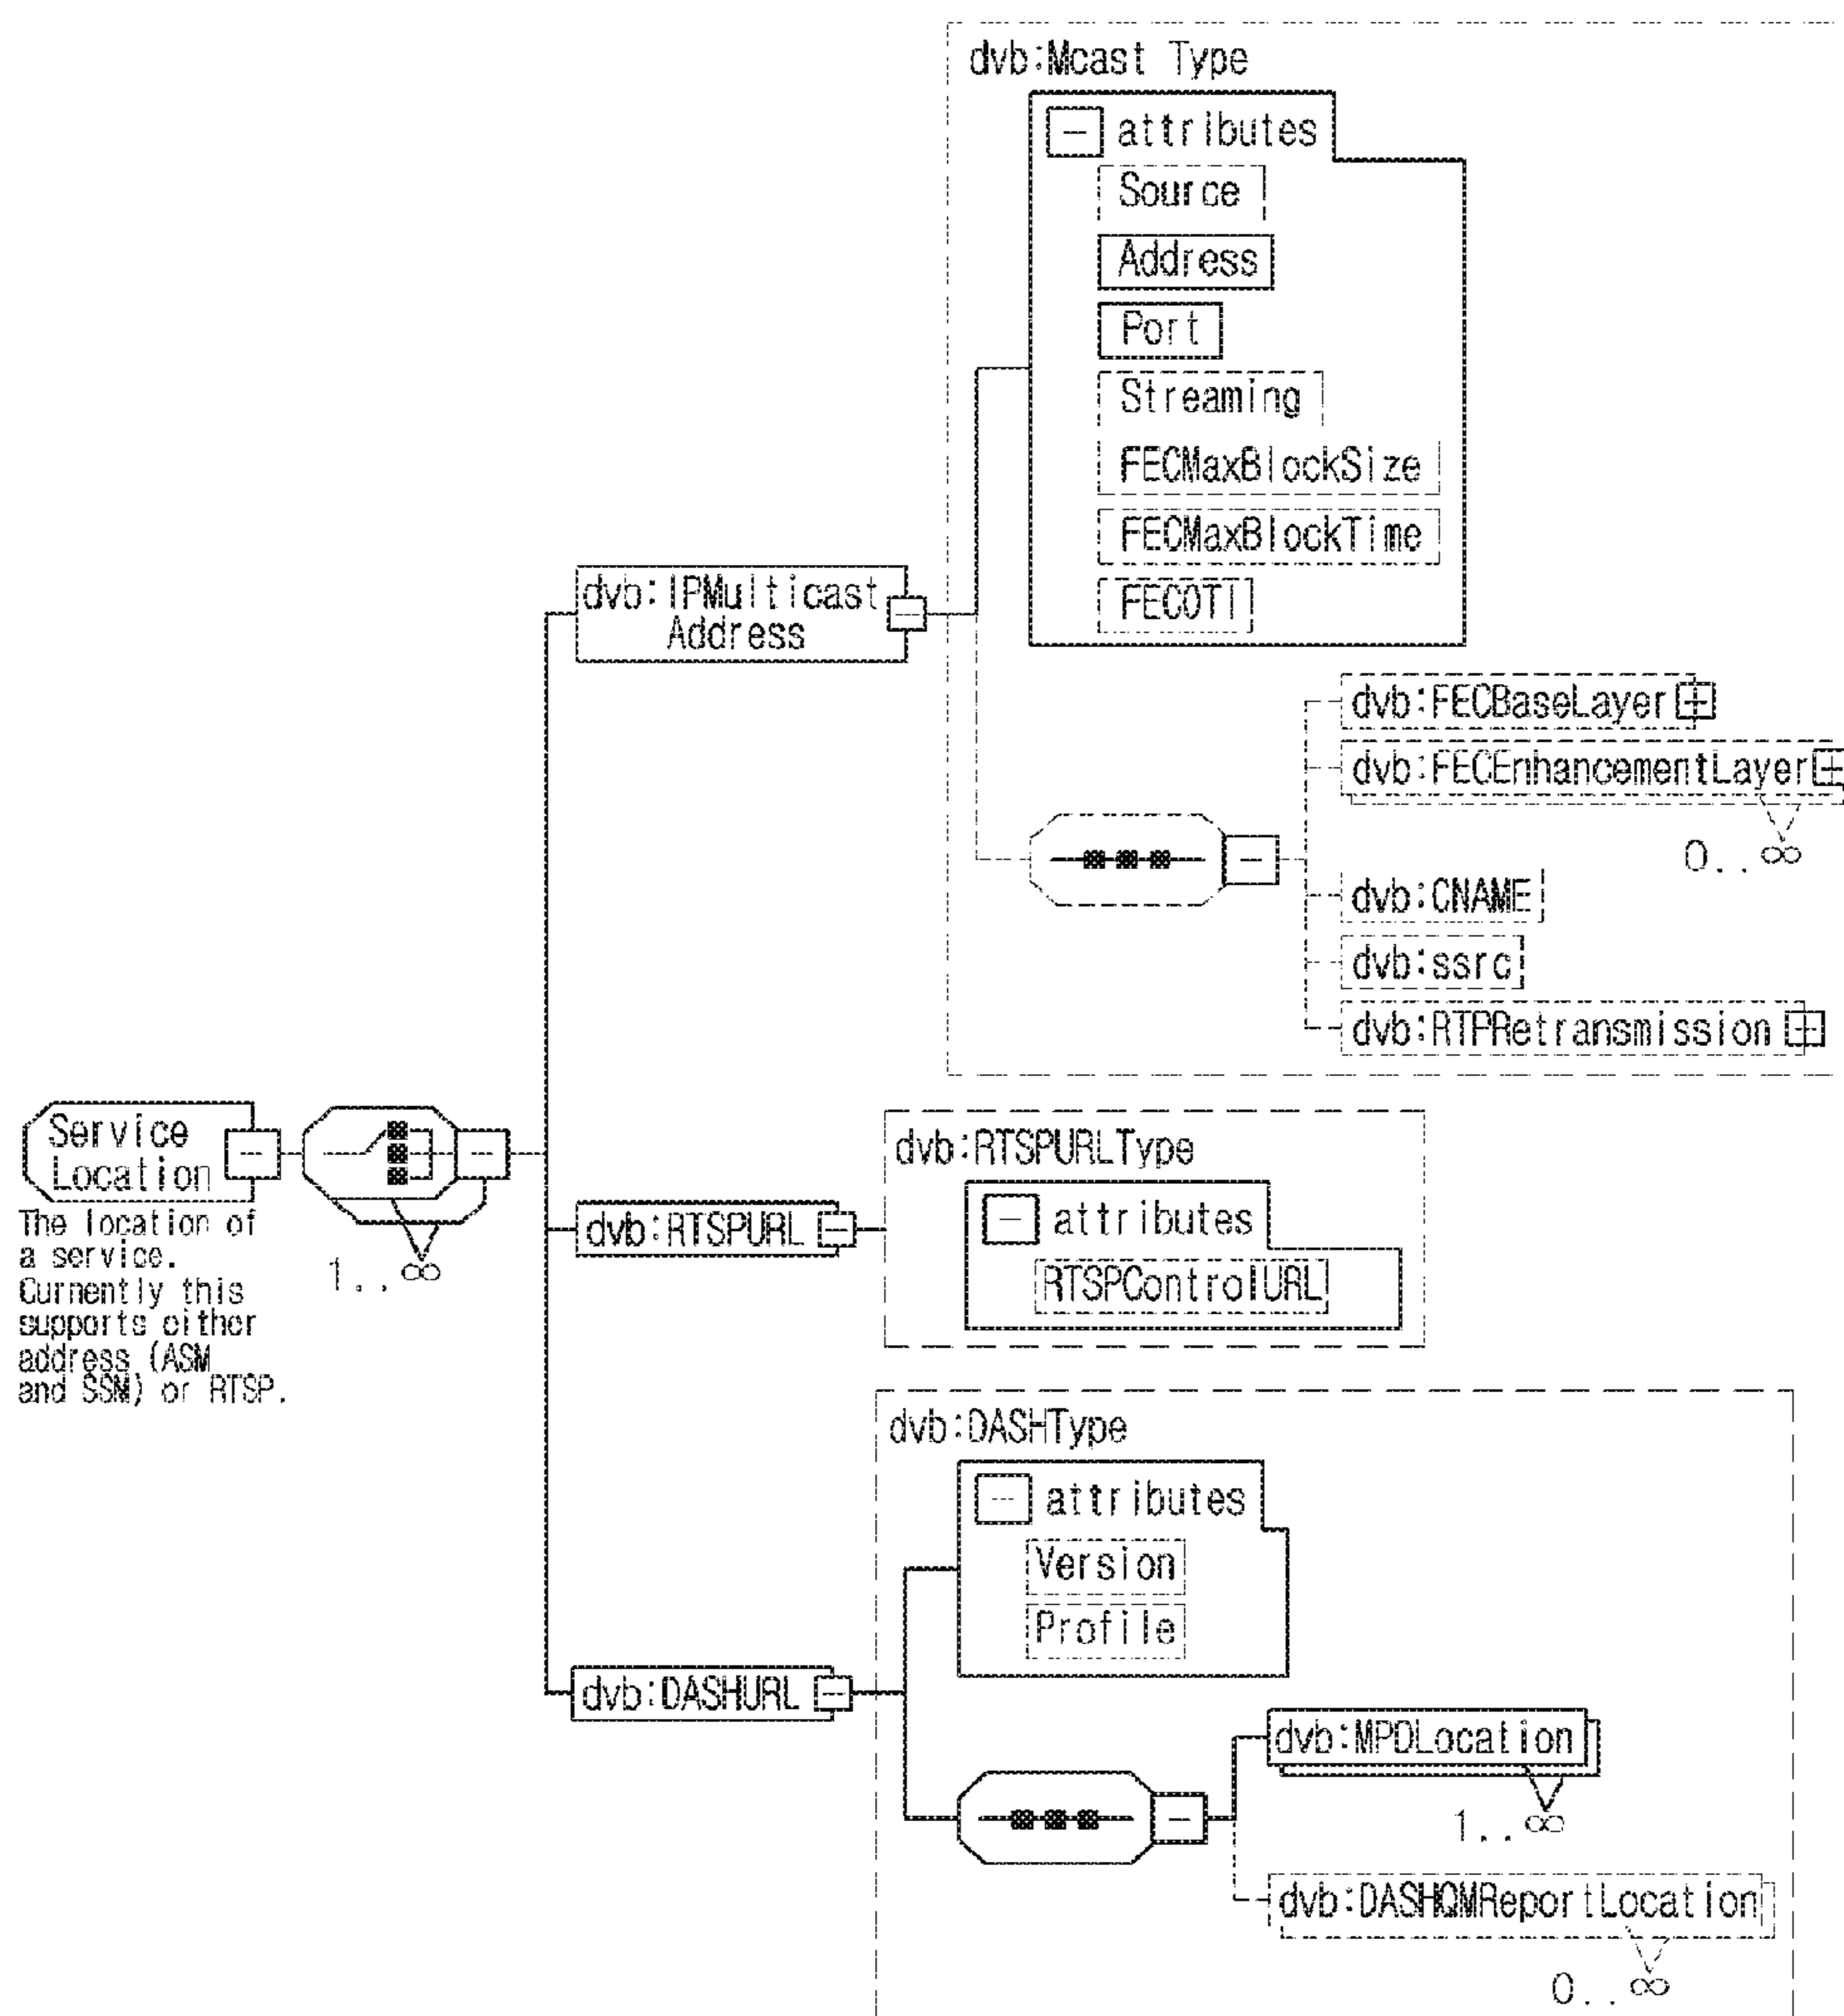 dvb:Mcast Type
attributes
Source
Address
Port
Streaming
FECMaxBlockSize
FECMaxBlockTime
FECOTI
dvb:IPMulticast
Address
dvb:FECBaseLayer
dvb:FECEnhancementLayer
0..∞
dvb:CNAME
dvb:ssrc
dvb:RTPRetransmission
Service
Location
The location of
a service.
Currently this
supports either
address (ASM
and SSM) or RTSP.
1..∞
dvb:RTSPURL
dvb:RTSPURLType
attributes
RTSPControlURL
dvb:DASHType
attributes
Version
Profile
dvb:DASHURL
dvb:MPDLocation
1..∞
dvb:DASHQMReportLocation
0..∞